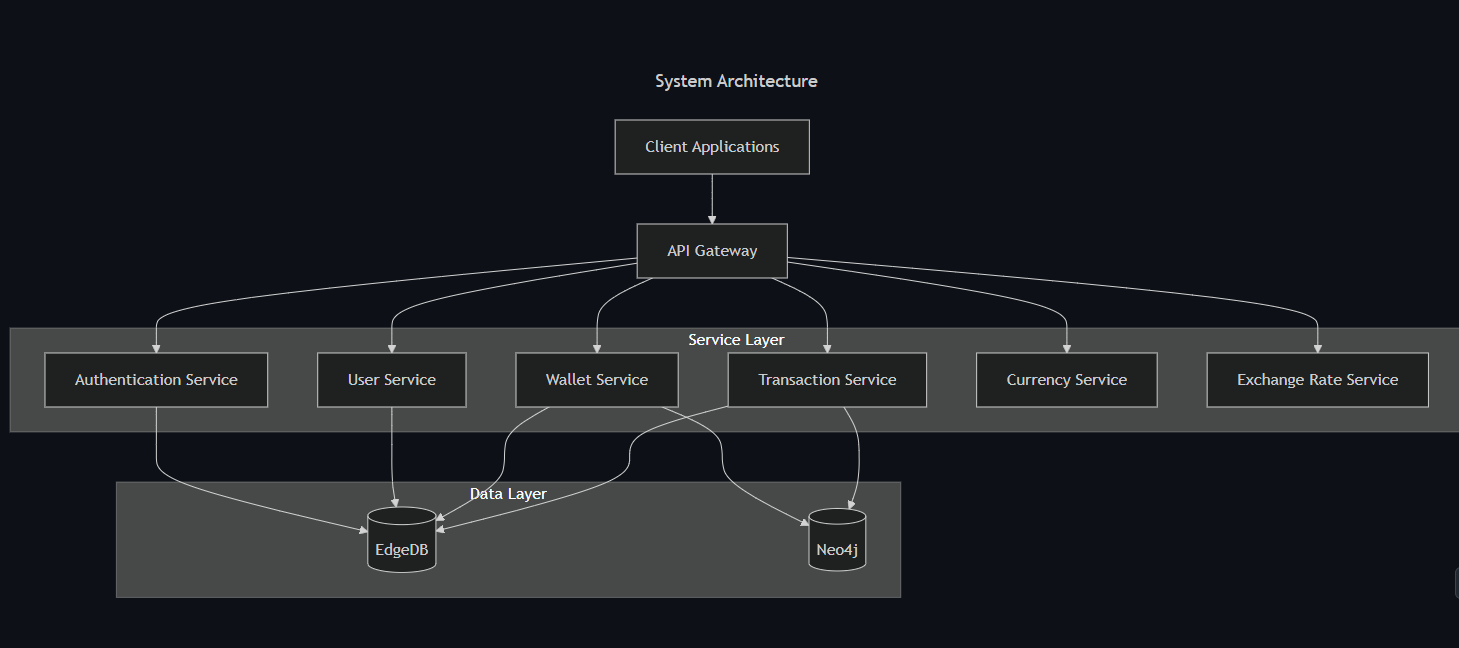 System Architecture
Client Applications
API Gateway
Service Layer
Authentication Service
User Service
Wallet Service
Transaction Service
Currency Service
Exchange Rate Service
Data Layer
EdgeDB
Neo4j